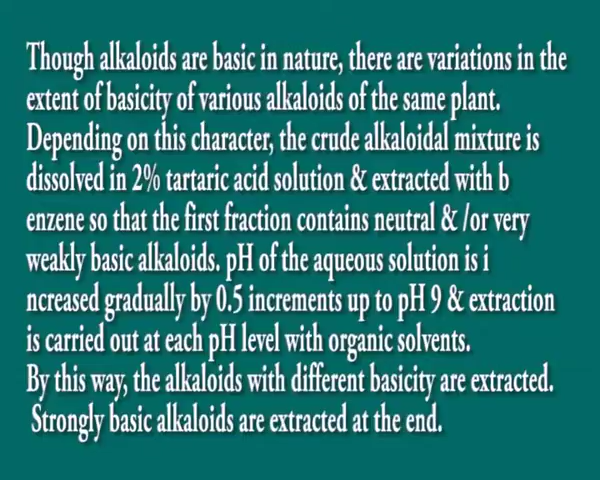 Though alkaloids are basic in nature, there are variations in the
extent of basicity of various alkaloids of the same plant.
Depending on this character, the crude alkaloidal mixture is
dissolved in 2% tartaric acid solution & extracted with b
enzene so that the first fraction contains neutral & /or very
weakly basic alkaloids. pH of the aqueous solution is i
ncreased gradually by 0.5 increments up to pH 9 & extraction
is carried out at each pH level with organic solvents.
By this way, the alkaloids with different basicity are extracted.
Strongly basic alkaloids are extracted at the end.